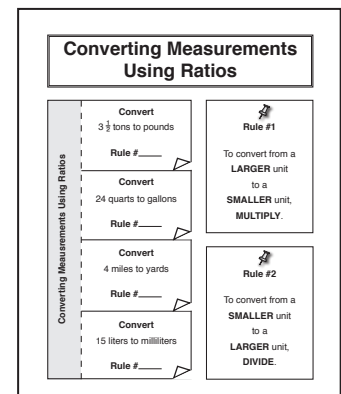 Converting Measurements
Using Ratios
Converting Meausrements Using Ratios
Convert
3 ½ tons to pounds
Rule #____
Convert
24 quarts to gallons
Rule #____
Convert
4 miles to yards
Rule #____
Convert
15 liters to milliliters
Rule #____
Rule #1
To convert from a
LARGER unit
to a
SMALLER unit,
MULTIPLY.
Rule #2
To convert from a
SMALLER unit
to a
LARGER unit,
DIVIDE.